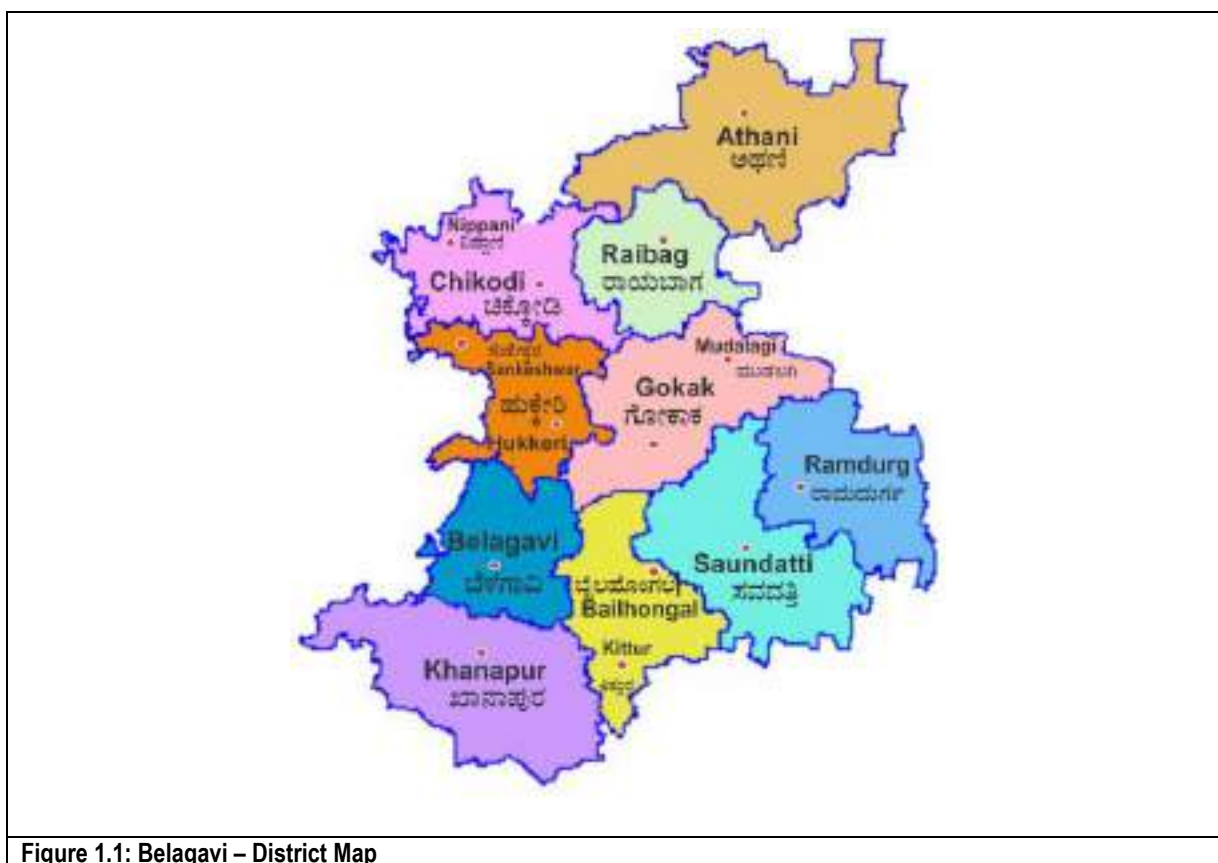 Athani
ಅಥಣಿ
Nippani
Raibag
ರಾಯಬಾಗ
Chikodi
ಚಿಕ್ಕೋಡಿ
Mudalagi
Sankeshwar
Gokak
ಗೋಕಾಕ
ಹುಕ್ಕೇರಿ
Hukkeri
Ramdurg
ರಾಮದುರ್ಗ
Belagavi
ಬೆಳಗಾವಿ
Saundatti
ಸವದತ್ತಿ
ಬೈಲಹೊಂಗಲ
Bailhongal
Kittur
Khanapur
ಖಾನಾಪುರ
Figure 1.1: Belagavi – District Map